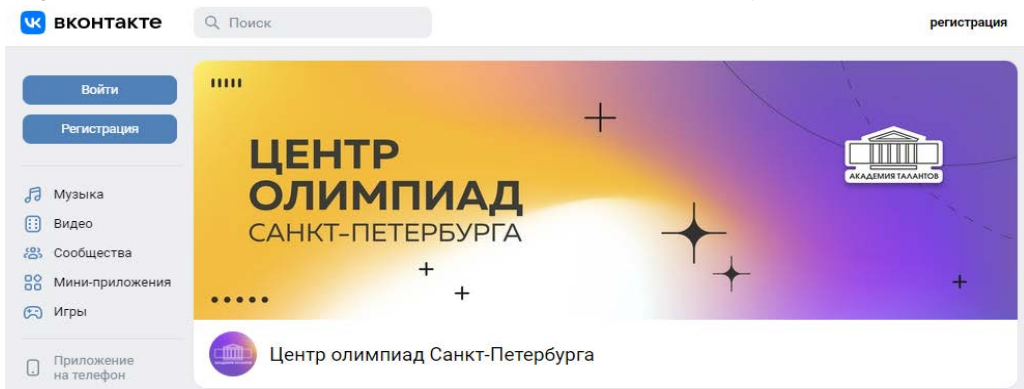 вконтакте
Поиск
регистрация
Войти
Регистрация
Музыка
Видео
Сообщества
Мини-приложения
Игры
Приложение
на телефон
ЦЕНТР
ОЛИМПИАД
САНКТ-ПЕТЕРБУРГА
АКАДЕМИЯ ТАЛАНТОВ
Центр олимпиад Санкт-Петербурга